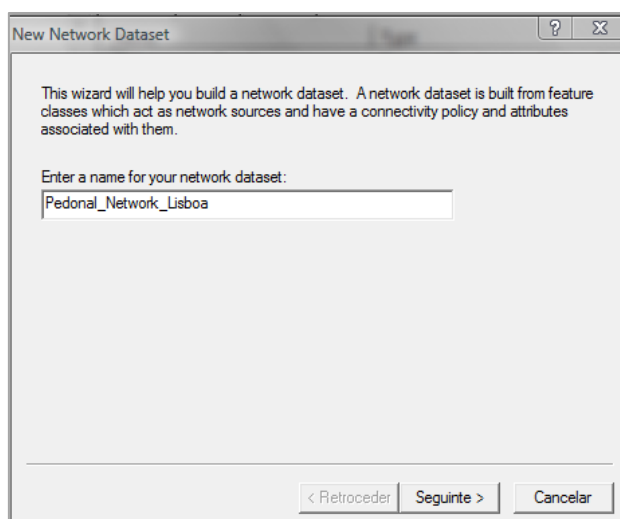 New Network Dataset
This wizard will help you build a network dataset. A network dataset is built from feature
classes which act as network sources and have a connectivity policy and attributes
associated with them.
Enter a name for your network dataset:
Pedonal_Network_Lisboa
< Retroceder
Seguinte >
Cancelar